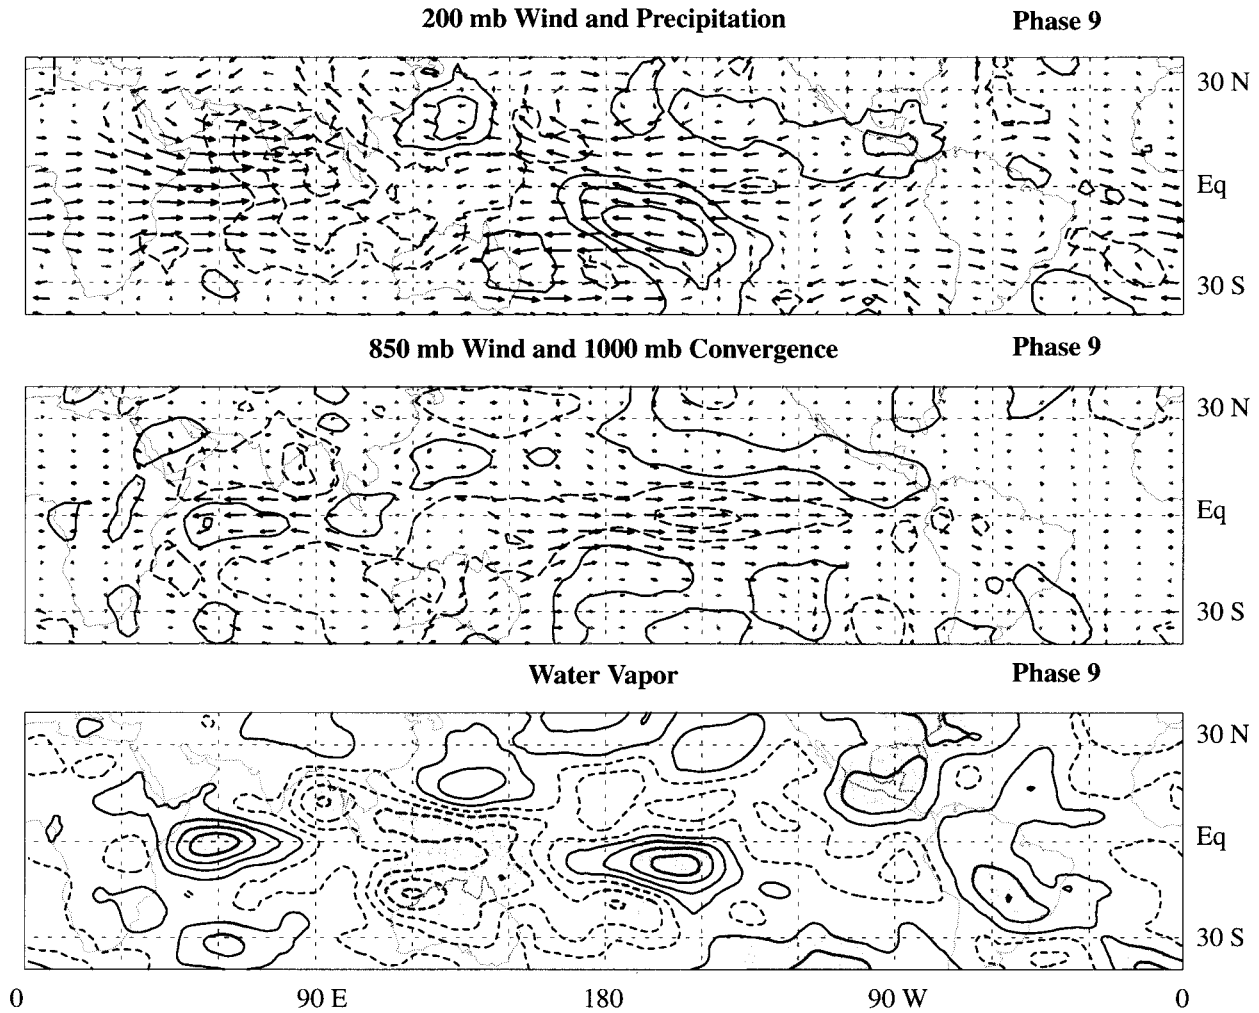 200 mb Wind and Precipitation Phase 9
30 N
Eq
30 S
850 mb Wind and 1000 mb Convergence Phase 9
30 N
Eq
30 S
Water Vapor Phase 9
30 N
Eq
30 S
0 90 E 180 90 W 0